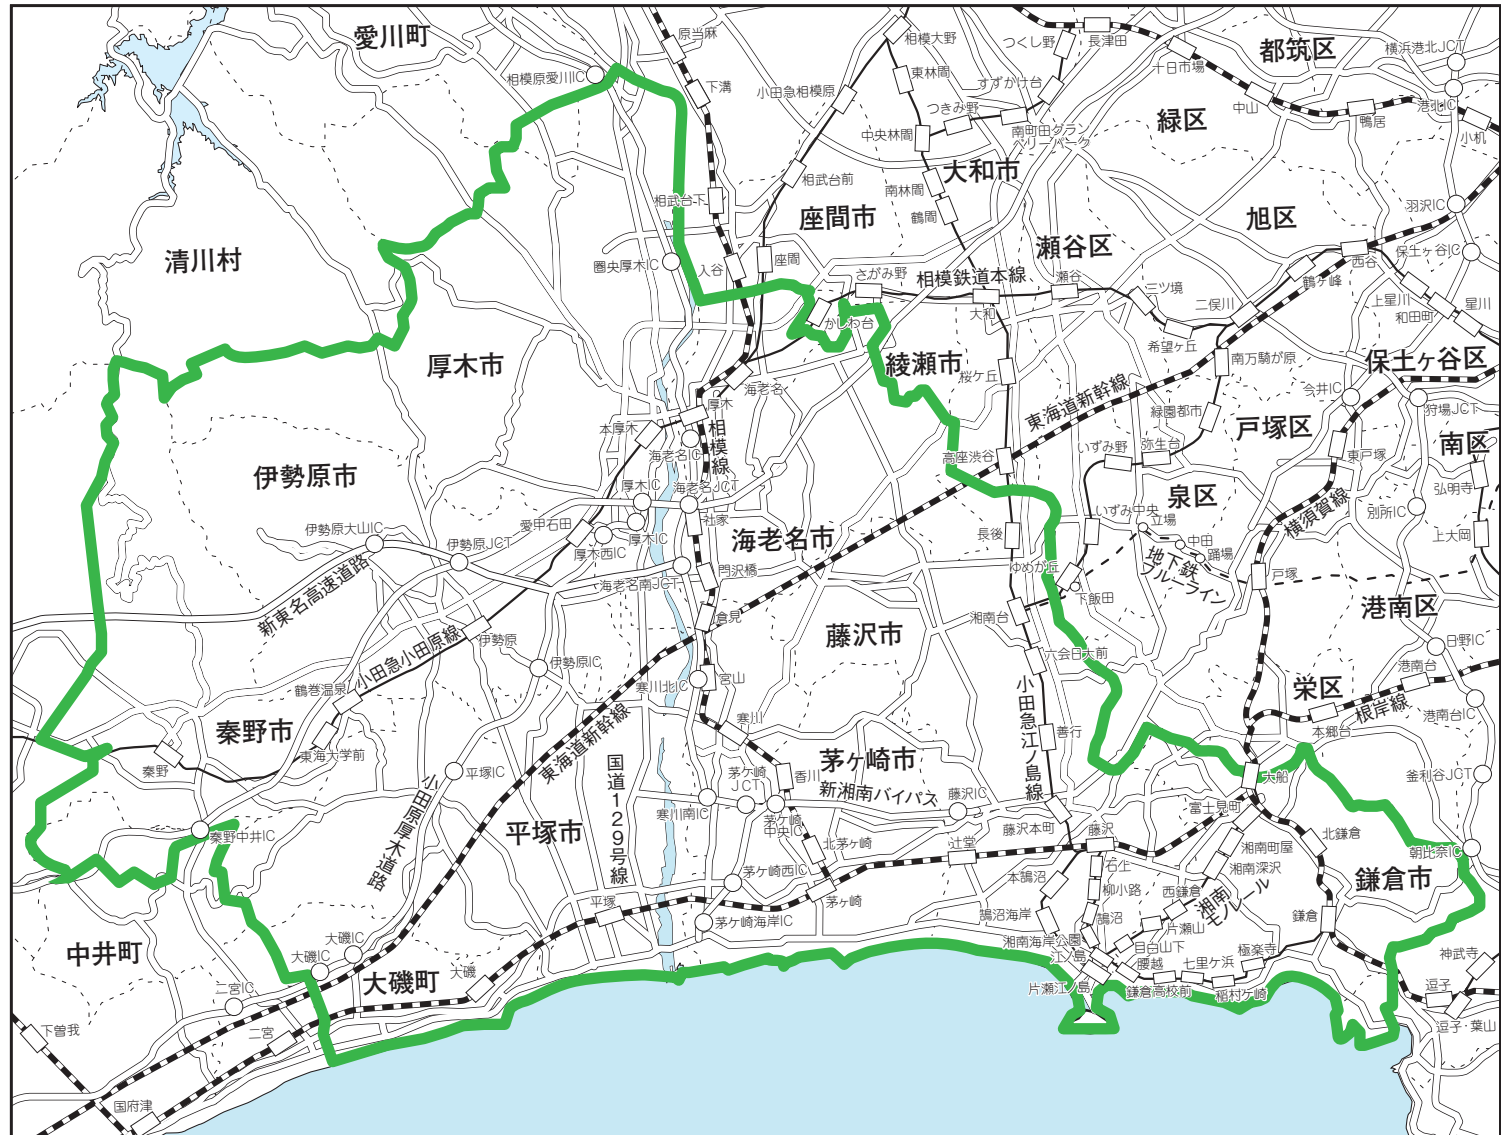 愛川町
原当麻
相模大野
つくし野
長津田
都筑区
横浜港北JCT
相模原愛川IC
下溝
小田急相模原
東林間
すずかけ台
十日市場
つきみ野
中央林間
南町田グラン
ベリーパーク
緑区
中山
鴨居
港北IC
小机
大和市
相武台前
南林間
鶴間
相武台下
座間市
瀬谷区
旭区
羽沢IC
清川村
圏央厚木IC
入谷
座間
さがみ野
相模鉄道本線
瀬谷
三ツ境
二俣川
鶴ヶ峰
西谷
保土ヶ谷IC
上星川
和田町
星川
かしわ台
大和
希望ヶ丘
南万騎が原
保土ヶ谷区
厚木市
綾瀬市
桜ケ丘
東海道新幹線
今井IC
狩場JCT
海老名
厚木
相模線
本厚木
海老名IC
緑園都市
戸塚区
東戸塚
南区
高座渋谷
いずみ野
弥生台
弘明寺
伊勢原市
厚木IC
海老名JCT
泉区
横須賀線
別所IC
社家
いずみ中央
立場
中田
踊場
上大岡
伊勢原大山IC
伊勢原JCT
愛甲石田
厚木西IC
厚木IC
海老名市
長後
地下鉄
ブルーライン
戸塚
新東名高速道路
海老名南JCT
門沢橋
ゆめが丘
下飯田
港南区
倉見
湘南台
藤沢市
小田急小田原線
伊勢原
伊勢原IC
六会日大前
日野IC
港南台
鶴巻温泉
寒川北IC
宮山
小田急江ノ島線
栄区
根岸線
港南台IC
秦野市
東海大学前
秦野
東海道新幹線
寒川
善行
本郷台
小田原厚木道路
平塚IC
国道129号線
茅ケ崎
JCT
香川
茅ヶ崎市
新湘南バイパス
藤沢IC
大船
釜利谷JCT
寒川南IC
茅ケ崎
中央IC
富士見町
秦野中井IC
平塚市
北茅ヶ崎
辻堂
藤沢本町
藤沢
北鎌倉
朝比奈IC
湘南町屋
石上
湘南深沢
茅ケ崎西IC
本鵠沼
柳小路
西鎌倉
湘南
モノレール
鎌倉市
平塚
茅ヶ崎
鵠沼海岸
鵠沼
片瀬山
鎌倉
茅ケ崎海岸IC
湘南海岸公園
目白山下
中井町
大磯IC
大磯IC
江ノ島
腰越
七里ケ浜
極楽寺
神武寺
大磯町
大磯
片瀬江ノ島
鎌倉高校前
稲村ケ崎
逗子
二宮IC
下曽我
二宮
逗子・葉山
国府津